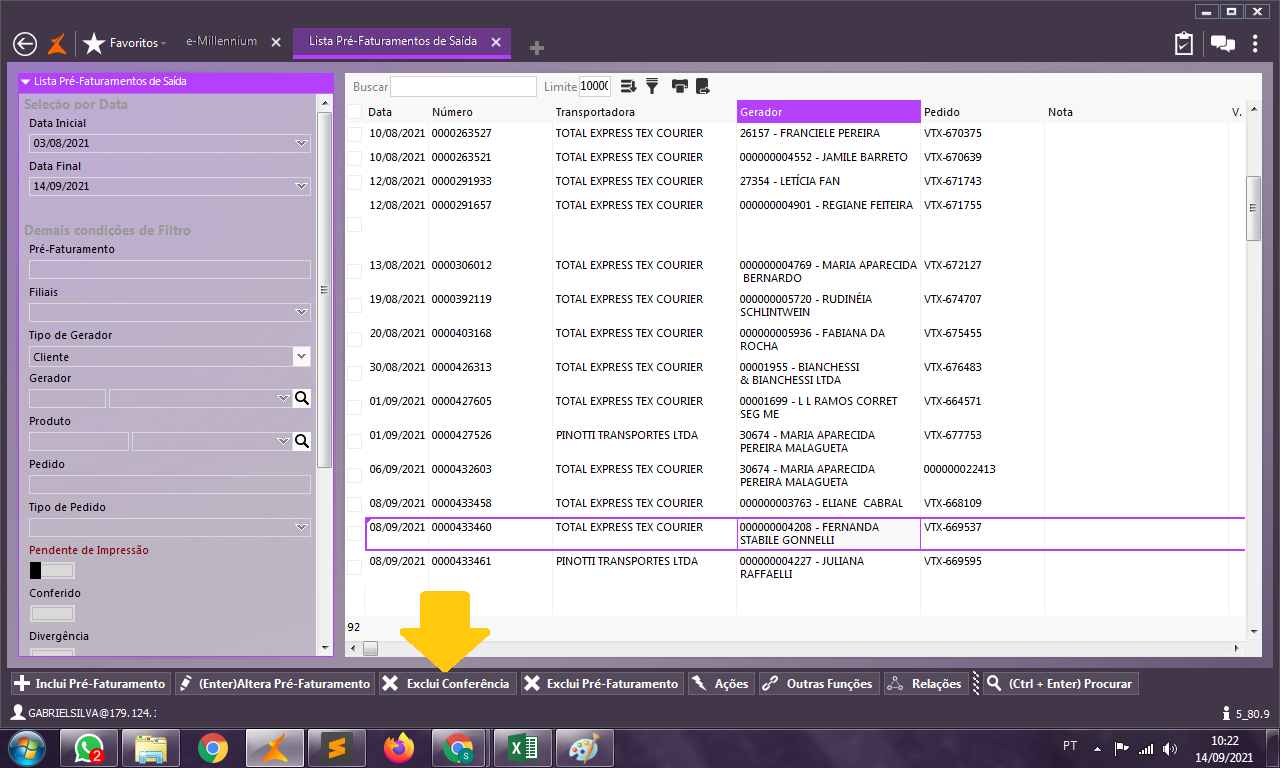 Favoritos
e-Millennium
Lista Pré-Faturamentos de Saída
Lista Pré-Faturamentos de Saída
Seleção por Data
Data Inicial
03/08/2021
Data Final
14/09/2021
Demais condições de Filtro
Pré-Faturamento
Filiais
Tipo de Gerador
Cliente
Gerador
Produto
Pedido
Tipo de Pedido
Pendente de Impressão
Conferido
Divergência
Buscar Limite 10000
Data Número Transportadora Gerador Pedido Nota V.
10/08/2021 0000263527 TOTAL EXPRESS TEX COURIER 26157 - FRANCIELE PEREIRA VTX-670375
10/08/2021 0000263521 TOTAL EXPRESS TEX COURIER 000000004552 - JAMILE BARRETO VTX-670639
12/08/2021 0000291933 TOTAL EXPRESS TEX COURIER 27354 - LETÍCIA FAN VTX-671743
12/08/2021 0000291657 TOTAL EXPRESS TEX COURIER 000000004901 - REGIANE FEITEIRA VTX-671755
13/08/2021 0000306012 TOTAL EXPRESS TEX COURIER 000000004769 - MARIA APARECIDA VTX-672127
BERNARDO
19/08/2021 0000392119 TOTAL EXPRESS TEX COURIER 000000005720 - RUDINÉIA VTX-674707
SCHLINTWEIN
20/08/2021 0000403168 TOTAL EXPRESS TEX COURIER 000000005936 - FABIANA DA VTX-675455
ROCHA
30/08/2021 0000426313 TOTAL EXPRESS TEX COURIER 00001955 - BIANCHESSI VTX-676483
& BIANCHESSI LTDA
01/09/2021 0000427605 TOTAL EXPRESS TEX COURIER 00001699 - L L RAMOS CORRET VTX-664571
SEG ME
01/09/2021 0000427526 PINOTTI TRANSPORTES LTDA 30674 - MARIA APARECIDA VTX-677753
PEREIRA MALAGUETA
06/09/2021 0000432603 TOTAL EXPRESS TEX COURIER 30674 - MARIA APARECIDA 000000022413
PEREIRA MALAGUETA
08/09/2021 0000433458 TOTAL EXPRESS TEX COURIER 000000003763 - ELIANE CABRAL VTX-668109
08/09/2021 0000433460 TOTAL EXPRESS TEX COURIER 000000004208 - FERNANDA VTX-669537
STABILE GONNELLI
08/09/2021 0000433461 PINOTTI TRANSPORTES LTDA 000000004227 - JULIANA VTX-669595
RAFFAELLI
92
Inclui Pré-Faturamento (Enter)Altera Pré-Faturamento Exclui Conferência Exclui Pré-Faturamento Ações Outras Funções Relações (Ctrl + Enter) Procurar
GABRIELSILVA@179.124.: 5_80.9
2 S PT 10:22
14/09/2021